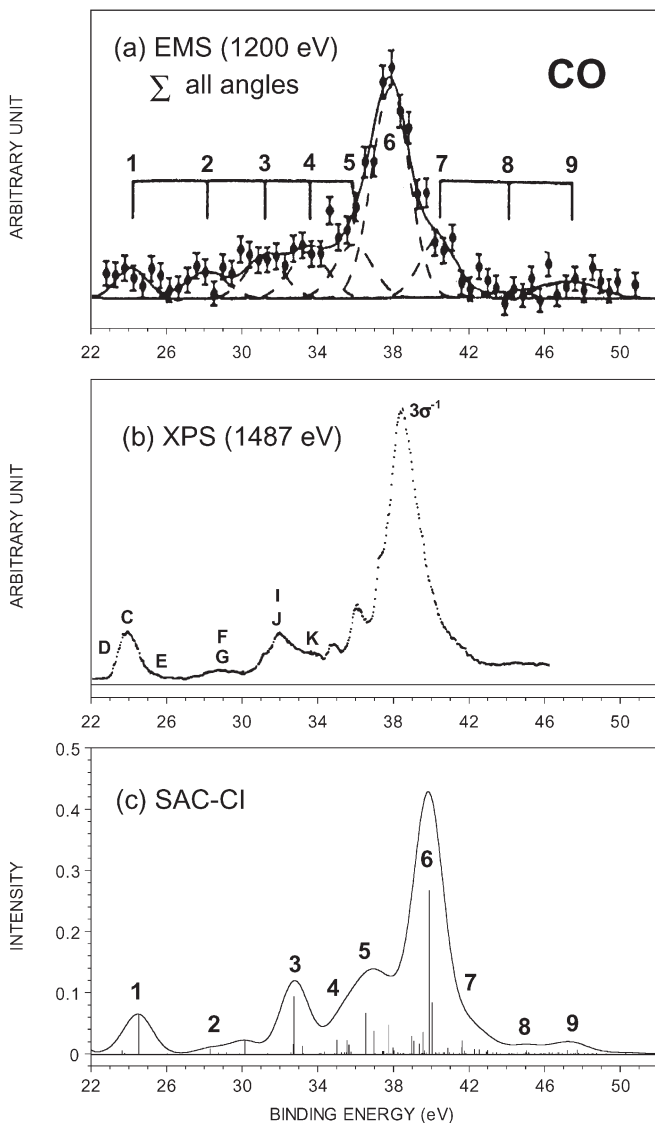 (a) EMS (1200 eV)
∑ all angles
CO
ARBITRARY UNIT
1 2 3 4 5 6 7 8 9
22 26 30 34 38 42 46 50
(b) XPS (1487 eV)
3σ⁻¹
ARBITRARY UNIT
D C E F G I J K
22 26 30 34 38 42 46 50
(c) SAC-CI
INTENSITY
0.5
0.4
0.3
0.2
0.1
0
1 2 3 4 5 6 7 8 9
22 26 30 34 38 42 46 50
BINDING ENERGY (eV)